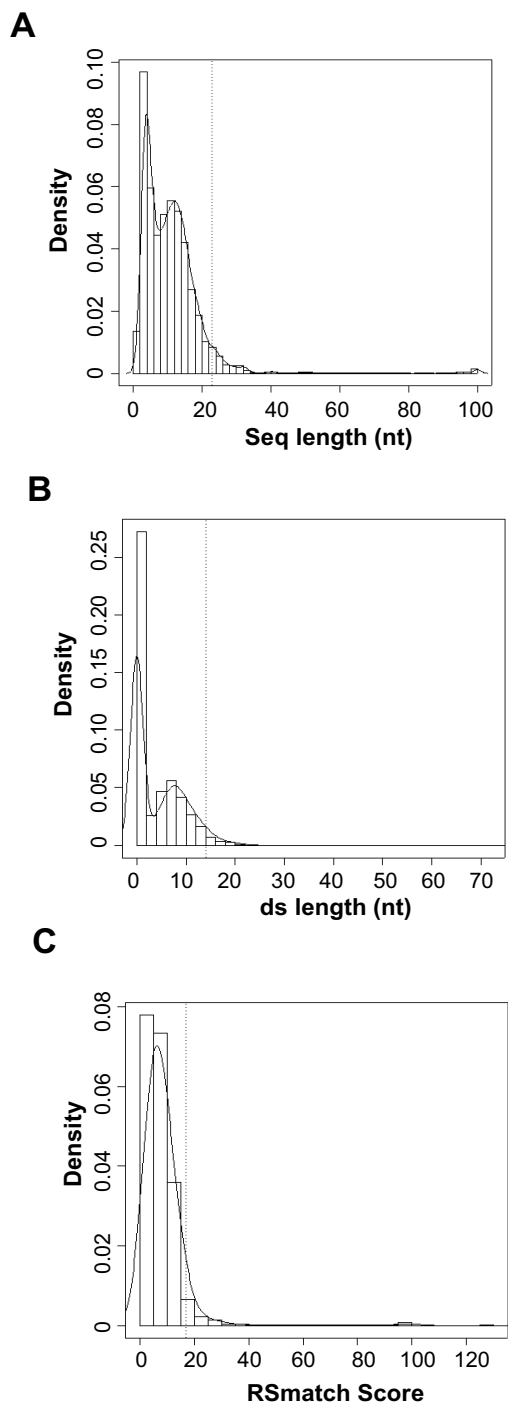 A
Density
0.10
0.08
0.06
0.04
0.02
0
0 20 40 60 80 100
Seq length (nt)
B
Density
0.25
0.20
0.15
0.10
0.05
0
0 10 20 30 40 50 60 70
ds length (nt)
C
Density
0.08
0.06
0.04
0.02
0
0 20 40 60 80 100 120
RSmatch Score